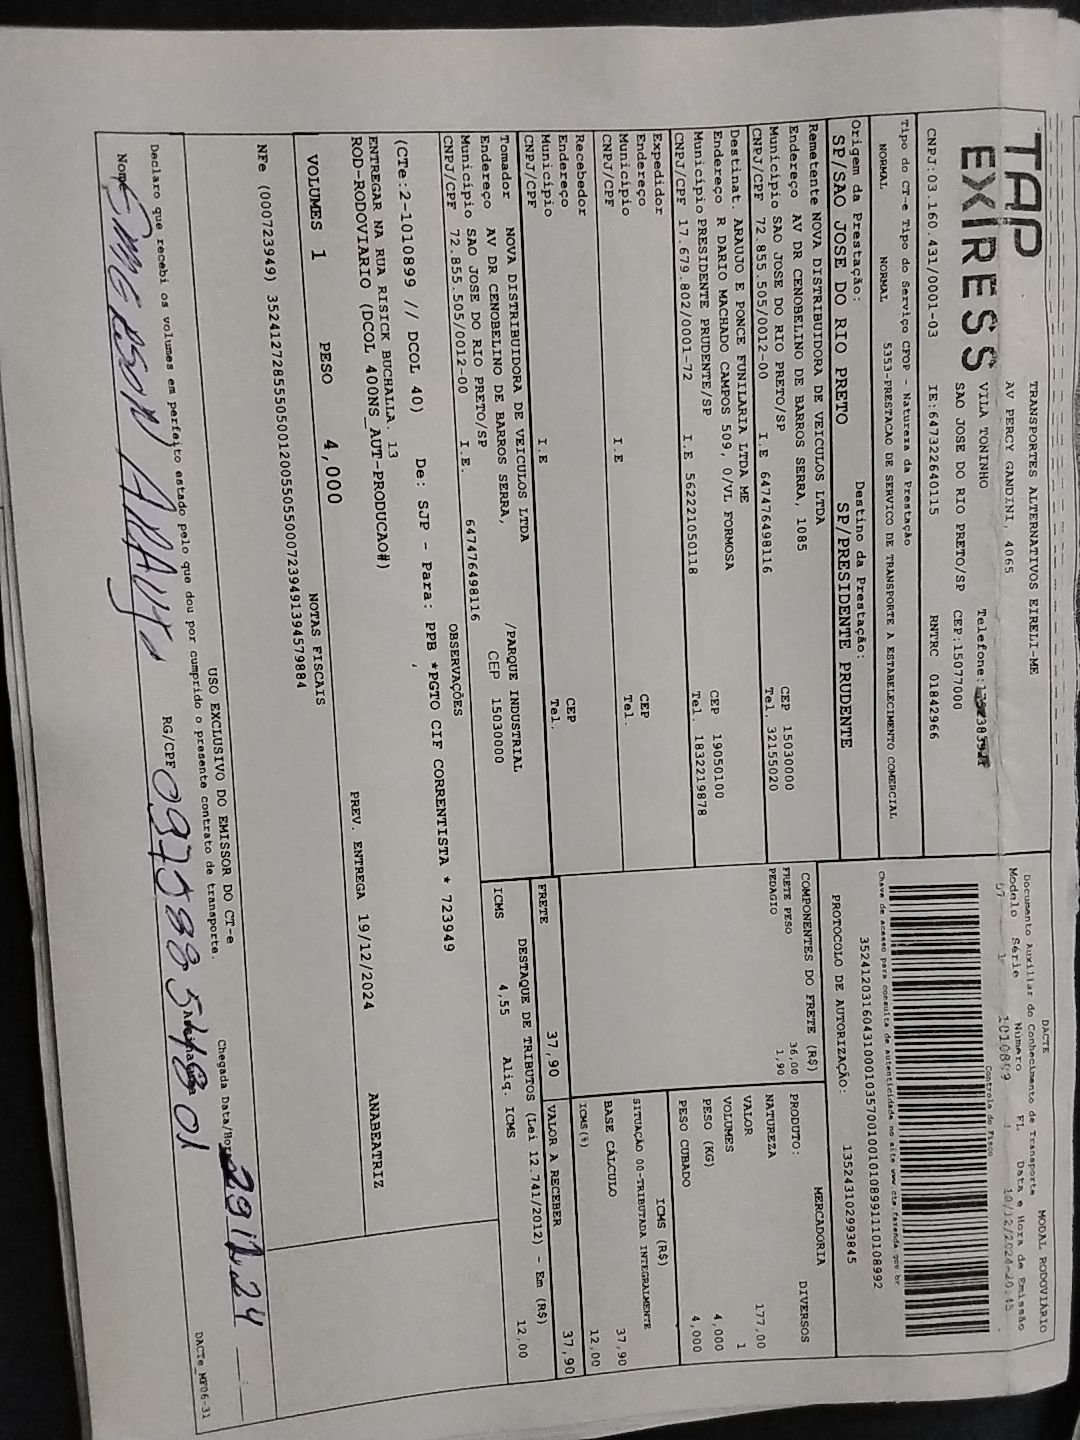 TAP
EXPRESS
TRANSPORTES ALTERNATIVOS EIRELI-ME
AV PERCY GANDINI, 4065
VILA TONINHO
SAO JOSE DO RIO PRETO/SP CEP:15077000
Telefone:
CNPJ:03.160.431/0001-03 IE:647322640115 RNTRC 01842966
DACTE MODAL RODOVIÁRIO
Documento Auxiliar do Conhecimento de Transporte
Modelo Série Número FL Data e Hora de Emissão
57 1 1010899 1 18/12/2024-20:45
Controle do Fisco
Chave de acesso para consulta de autenticidade no site www.cte.fazenda.gov.br
35241203160431000103570010010108991110108992
PROTOCOLO DE AUTORIZAÇÃO: 135243102993845
Tipo do CT-e Tipo do Serviço CFOP - Natureza da Prestação
NORMAL NORMAL 5353-PRESTACAO DE SERVICO DE TRANSPORTE A ESTABELECIMENTO COMERCIAL
Origem da Prestação: Destino da Prestação:
SP/SAO JOSE DO RIO PRETO SP/PRESIDENTE PRUDENTE
Remetente NOVA DISTRIBUIDORA DE VEICULOS LTDA
Endereço AV DR CENOBELINO DE BARROS SERRA, 1085 CEP 15030000
Município SAO JOSE DO RIO PRETO/SP Tel. 32155020
CNPJ/CPF 72.855.505/0012-00 I.E 647476498116
Destinat. ARAUJO E PONCE FUNILARIA LTDA ME
Endereço R DARIO MACHADO CAMPOS 509, 0/VL FORMOSA CEP 19050100
Município PRESIDENTE PRUDENTE/SP Tel. 1832219878
CNPJ/CPF 17.679.802/0001-72 I.E 562221050118
Expedidor
Endereço CEP
Município Tel.
CNPJ/CPF I.E
Recebedor
Endereço CEP
Município Tel.
CNPJ/CPF I.E
Tomador NOVA DISTRIBUIDORA DE VEICULOS LTDA
Endereço AV DR CENOBELINO DE BARROS SERRA, /PARQUE INDUSTRIAL
Município SAO JOSE DO RIO PRETO/SP CEP 15030000
CNPJ/CPF 72.855.505/0012-00 I.E. 647476498116
COMPONENTES DO FRETE (R$)
FRETE PESO 36,00
PEDAGIO 1,90
PRODUTO: MERCADORIA
NATUREZA DIVERSOS
VALOR 177,00
VOLUMES 1
PESO (KG) 4,000
PESO CUBADO 4,000
ICMS (R$)
SITUAÇÃO 00-TRIBUTADA INTEGRALMENTE
BASE CÁLCULO 37,90
ICMS(%) 12,00
FRETE 37,90 VALOR A RECEBER 37,90
DESTAQUE DE TRIBUTOS (Lei 12.741/2012) - Em (R$)
ICMS 4,55 Aliq. ICMS 12,00
OBSERVAÇÕES
(CTe:2-1010899 // DCOL 40) De: SJP - Para: PPB *PGTO CIF CORRENTISTA * 723949
ENTREGAR NA RUA RISICK BUCHALLA. 13 ,
ROD-RODOVIARIO (DCOL 400NS_AUT-PRODUCAO#)
PREV. ENTREGA 19/12/2024 ANABEATRIZ
VOLUMES 1 PESO 4,000
NOTAS FISCAIS
NFe (000723949) 35241272855505001200550550007239491394579884
USO EXCLUSIVO DO EMISSOR DO CT-e
Declaro que recebi os volumes em perfeito estado pelo que dou por cumprido o presente contrato de transporte.
Chegada Data/Hora
Nome EMERSON ARAUJO RG/CPF Assinatura
DACTe_MF06-31